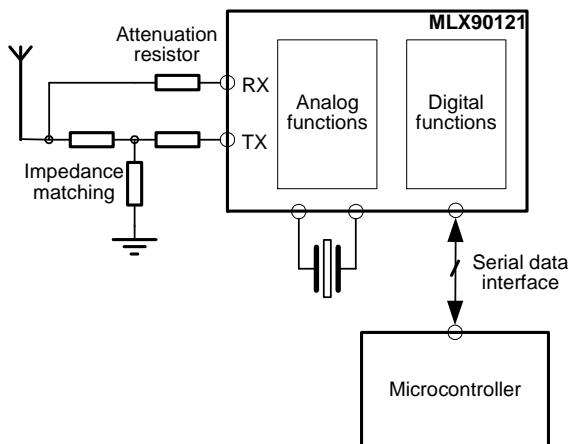 MLX90121
Attenuation
resistor
RX
Analog
functions
Digital
functions
TX
Impedance
matching
Serial data
interface
Microcontroller